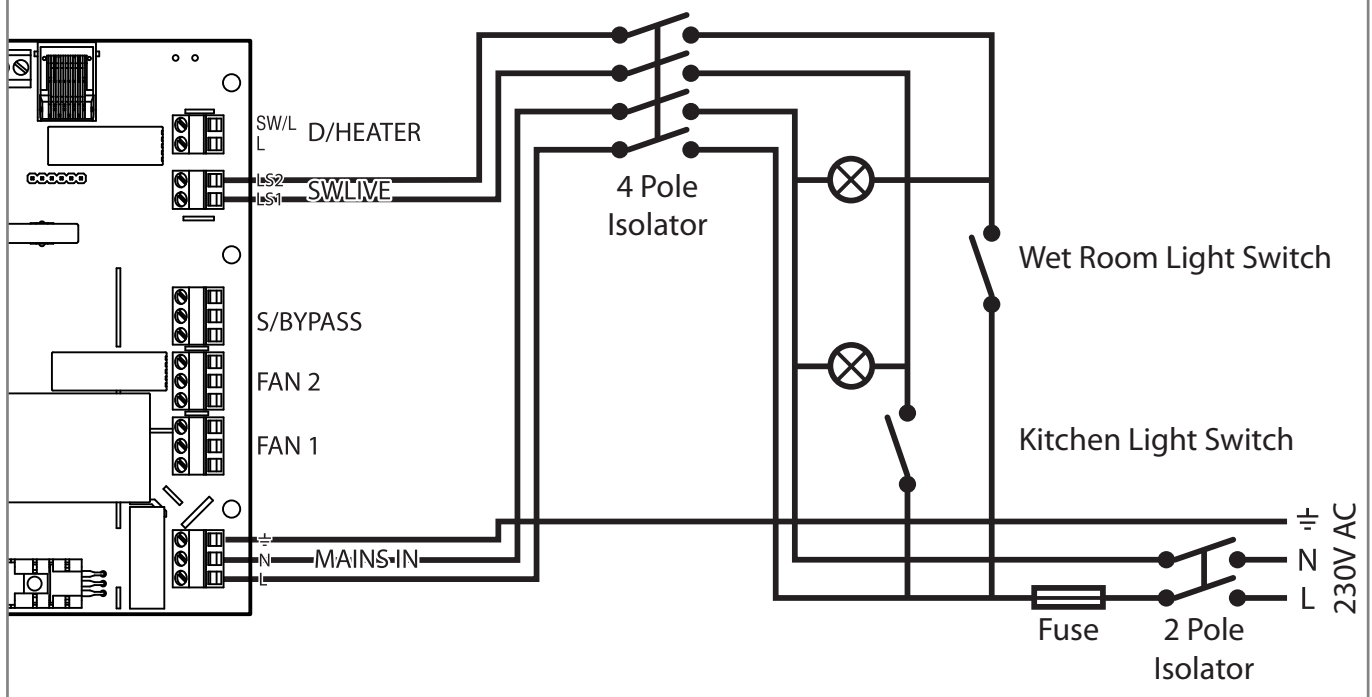 SW/L
L
D/HEATER
LS2
LS1
SWLIVE
4 Pole
Isolator
Wet Room Light Switch
S/BYPASS
FAN 2
FAN 1
Kitchen Light Switch
N
L
MAINS IN
N
L
230V AC
Fuse
2 Pole
Isolator